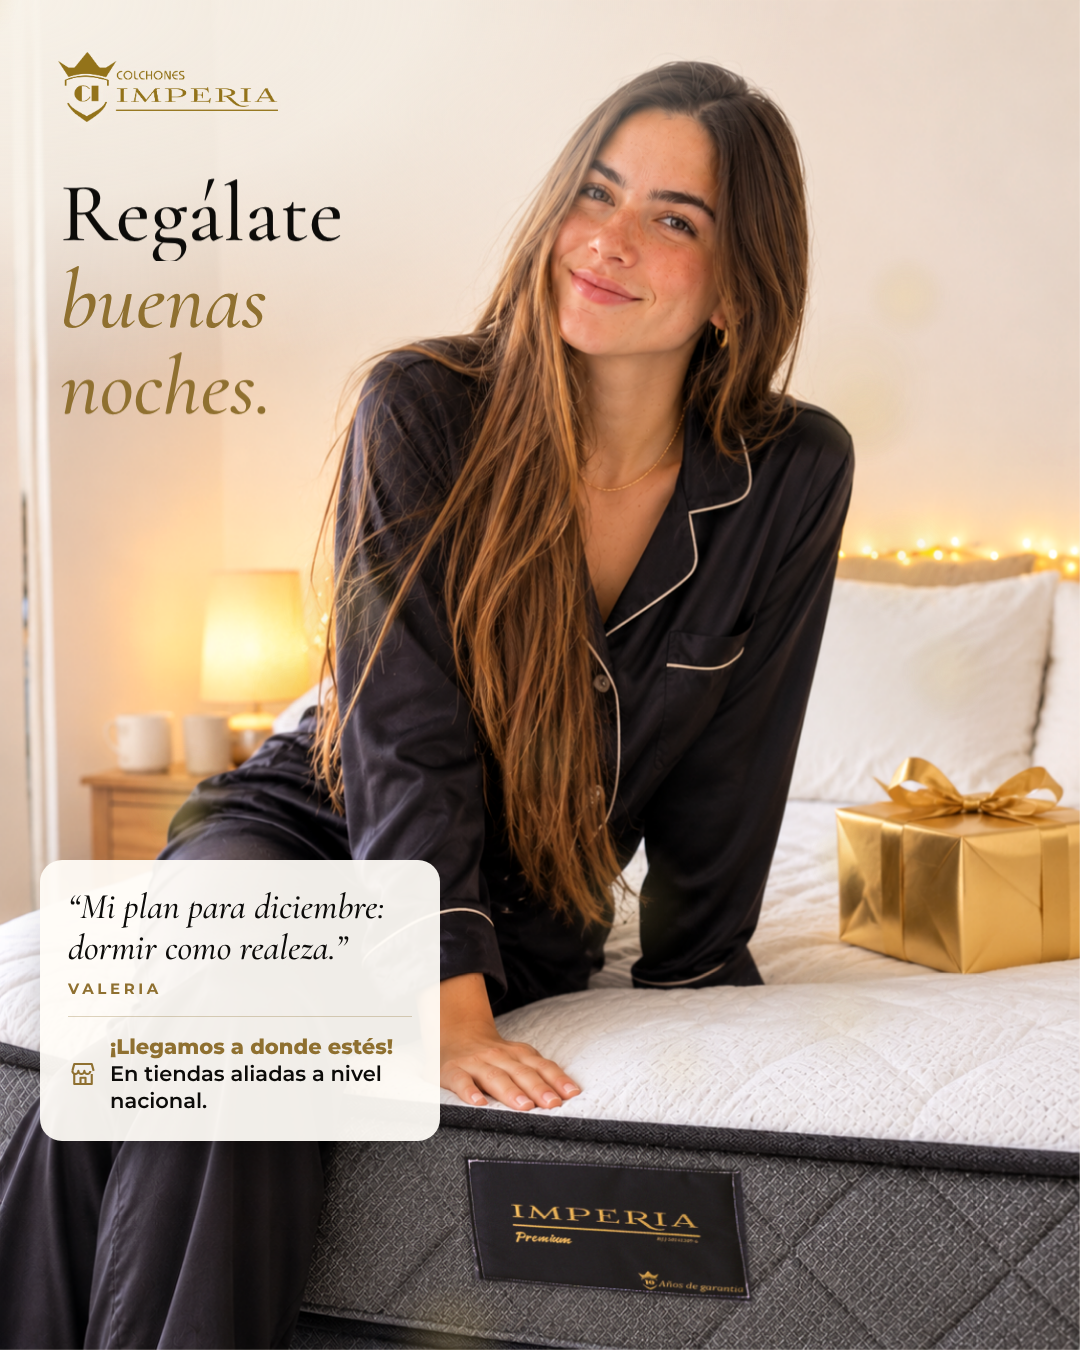 COLCHONES
IMPERIA
Regálate
buenas
noches.
“Mi plan para diciembre:
dormir como realeza.”
VALERIA
¡Llegamos a donde estés!
En tiendas aliadas a nivel
nacional.
IMPERIA
Premium
10 Años de garantía